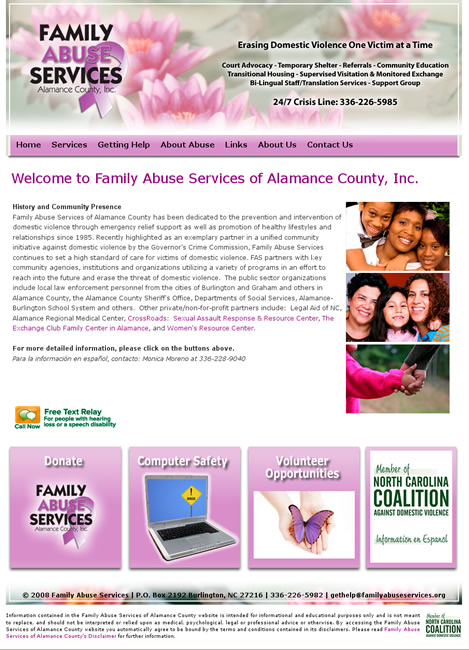 FAMILY
ABUSE
SERVICES
Alamance County, Inc.
Erasing Domestic Violence One Victim at a Time
Court Advocacy - Temporary Shelter - Referrals - Community Education
Transitional Housing - Supervised Visitation & Monitored Exchange
Bi-Lingual Staff/Translation Services - Support Group
24/7 Crisis Line: 336-226-5985
Home Services Getting Help About Abuse Links About Us Contact Us
Welcome to Family Abuse Services of Alamance County, Inc.
History and Community Presence
Family Abuse Services of Alamance County has been dedicated to the prevention and intervention of
domestic violence through emergency relief support as well as promotion of healthy lifestyles and
relationships since 1985. Recently highlighted as an exemplary partner in a unified community
initiative against domestic violence by the Governor's Crime Commission, Family Abuse Services
continues to set a high standard of care for victims of domestic violence. FAS partners with key
community agencies, institutions and organizations utilizing a variety of programs in an effort to
reach into the future and erase the threat of domestic violence. The public sector organizations
include local law enforcement personnel from the cities of Burlington and Graham and others in
Alamance County, the Alamance County Sheriff's Office, Departments of Social Services, Alamance-
Burlington School System and others. Other private/non-for-profit partners include: Legal Aid of NC,
Alamance Regional Medical Center, CrossRoads: Sexual Assault Response & Resource Center, The
Exchange Club Family Center in Alamance, and Women's Resource Center.
For more detailed information, please click on the buttons above.
Para la información en español, contacto: Monica Moreno at 336-228-9040
Call Now
Free Text Relay
For people with hearing
loss or a speech disability
Donate
FAMILY
ABUSE
SERVICES
Alamance County, Inc.
Computer Safety
Volunteer
Opportunities
Member of
NORTH CAROLINA
COALITION
AGAINST DOMESTIC VIOLENCE
Information en Espanol
© 2008 Family Abuse Services | P.O. Box 2192 Burlington, NC 27216 | 336-226-5982 | gethelp@familyabuseservices.org
Information contained in the Family Abuse Services of Alamance County website is intended for informational and educational purposes only and is not meant
to replace, and should not be interpreted or relied upon as medical, psychological, legal or professional advice or otherwise. By accessing the Family Abuse
Services of Alamance County website you automatically agree to be bound by the terms and conditions contained in its disclaimers. Please read Family Abuse
Services of Alamance County's Disclaimer for further information.
Member of
NORTH CAROLINA
COALITION
AGAINST DOMESTIC VIOLENCE